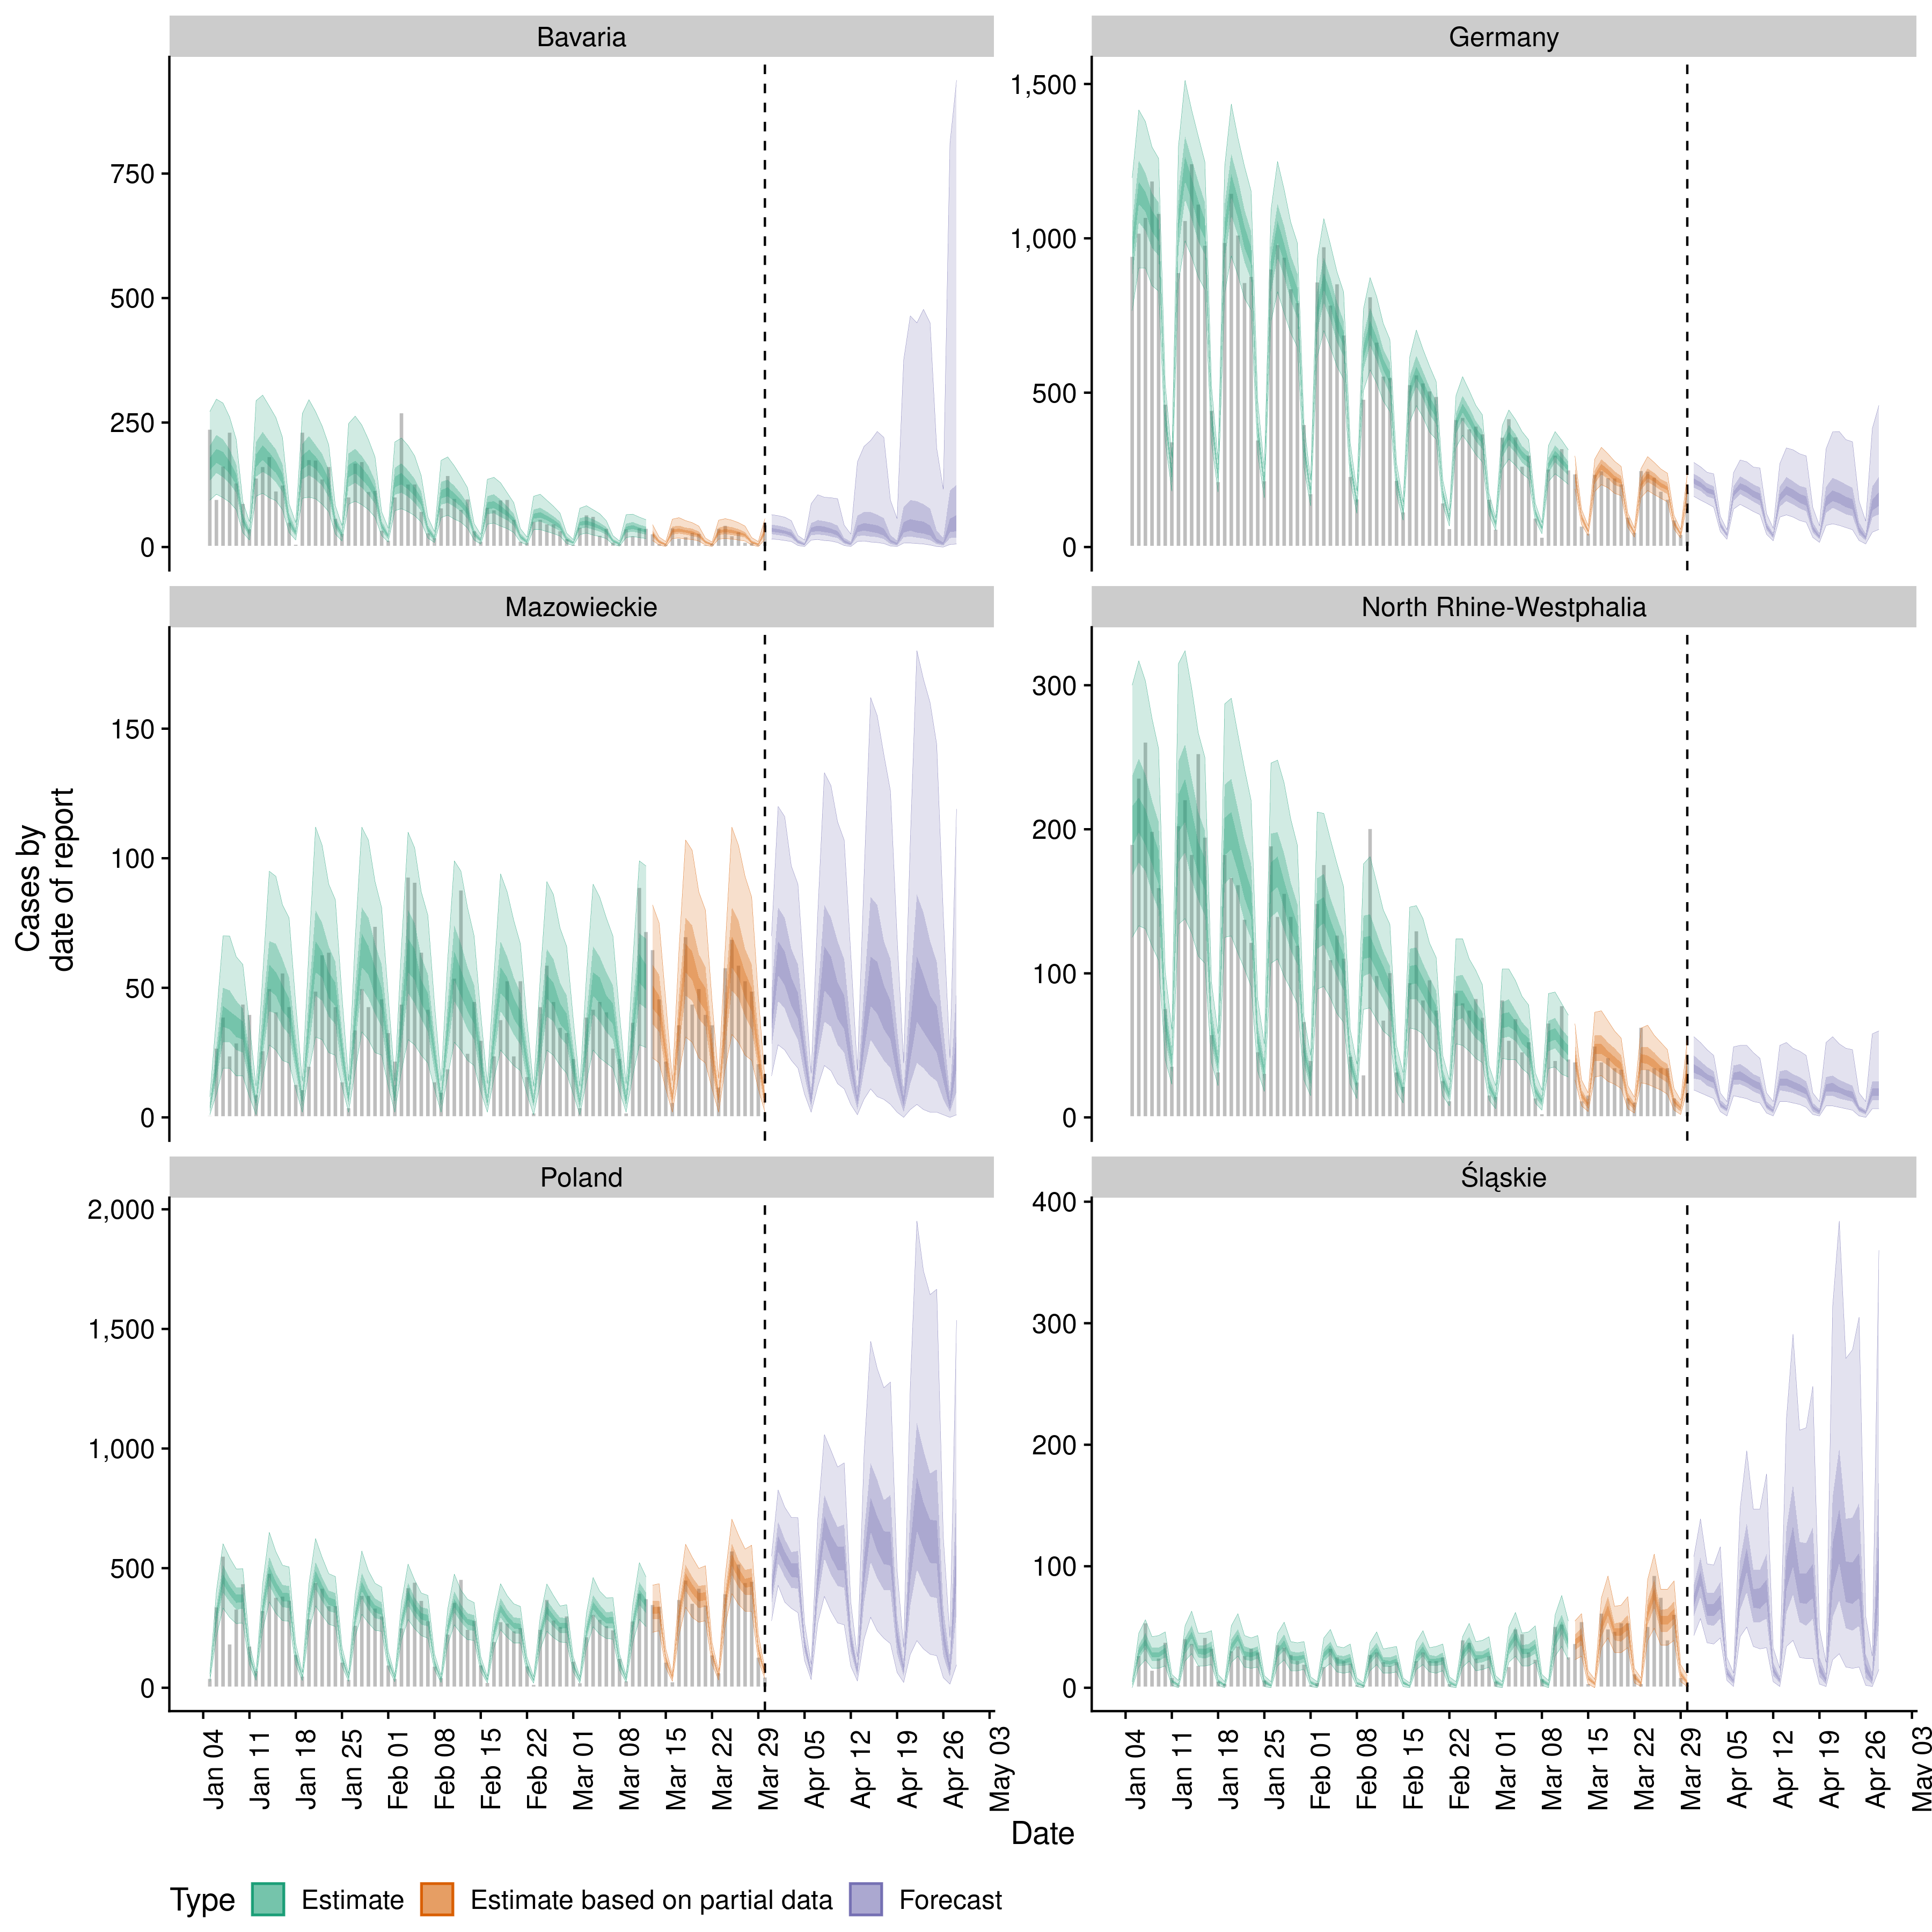 Bavaria
Germany
750
500
250
0
1,500
1,000
500
0
Mazowieckie
North Rhine-Westphalia
150
100
50
0
300
200
100
0
Cases by
date of report
Poland
Śląskie
2,000
1,500
1,000
500
0
400
300
200
100
0
Jan 04
Jan 11
Jan 18
Jan 25
Feb 01
Feb 08
Feb 15
Feb 22
Mar 01
Mar 08
Mar 15
Mar 22
Mar 29
Apr 05
Apr 12
Apr 19
Apr 26
May 03
Jan 04
Jan 11
Jan 18
Jan 25
Feb 01
Feb 08
Feb 15
Feb 22
Mar 01
Mar 08
Mar 15
Mar 22
Mar 29
Apr 05
Apr 12
Apr 19
Apr 26
May 03
Date
Type Estimate Estimate based on partial data Forecast